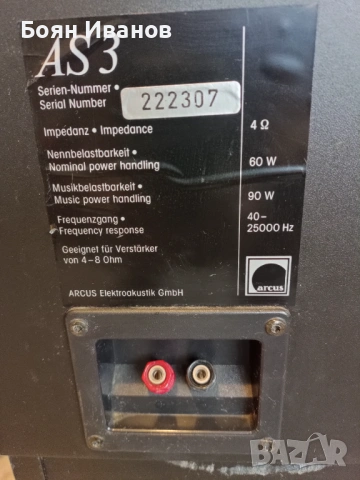 Боян Иванов
AS 3
Serien-Nummer •
Serial Number
222307
Impedanz • Impedance
4 Ω
Nennbelastbarkeit •
Nominal power handling
60 W
Musikbelastbarkeit •
Music power handling
90 W
Frequenzgang •
Frequency response
40–
25000 Hz
Geeignet für Verstärker
von 4–8 Ohm
arcus
ARCUS Elektroakustik GmbH
BAZAR
bg